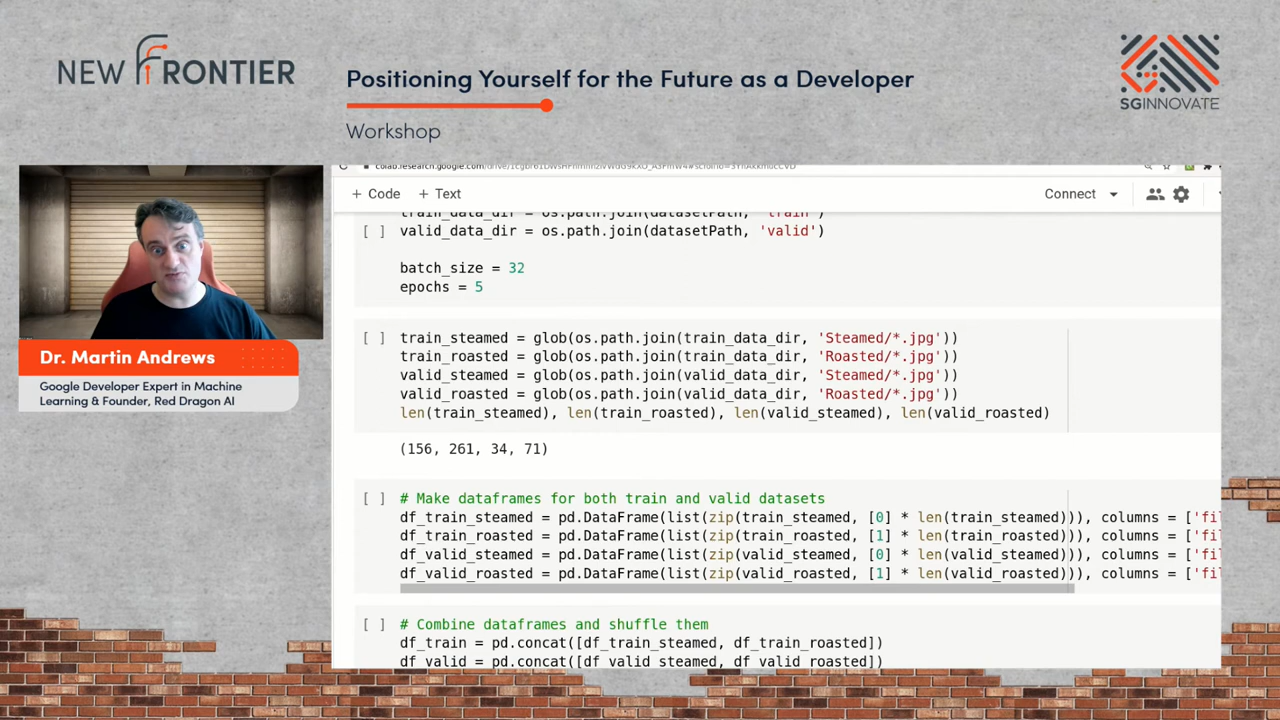 NEW FRONTIER
Positioning Yourself for the Future as a Developer
Workshop
SGINNOVATE
Dr. Martin Andrews
Google Developer Expert in Machine
Learning & Founder, Red Dragon AI
+ Code + Text
Connect
train_data_dir = os.path.join(datasetPath, 'train')
[ ] valid_data_dir = os.path.join(datasetPath, 'valid')
batch_size = 32
epochs = 5
[ ] train_steamed = glob(os.path.join(train_data_dir, 'Steamed/*.jpg'))
train_roasted = glob(os.path.join(train_data_dir, 'Roasted/*.jpg'))
valid_steamed = glob(os.path.join(valid_data_dir, 'Steamed/*.jpg'))
valid_roasted = glob(os.path.join(valid_data_dir, 'Roasted/*.jpg'))
len(train_steamed), len(train_roasted), len(valid_steamed), len(valid_roasted)
(156, 261, 34, 71)
[ ] # Make dataframes for both train and valid datasets
df_train_steamed = pd.DataFrame(list(zip(train_steamed, [0] * len(train_steamed))), columns = ['fi
df_train_roasted = pd.DataFrame(list(zip(train_roasted, [1] * len(train_roasted))), columns = ['fi
df_valid_steamed = pd.DataFrame(list(zip(valid_steamed, [0] * len(valid_steamed))), columns = ['fi
df_valid_roasted = pd.DataFrame(list(zip(valid_roasted, [1] * len(valid_roasted))), columns = ['fi
[ ] # Combine dataframes and shuffle them
df_train = pd.concat([df_train_steamed, df_train_roasted])
df_valid = pd.concat([df_valid_steamed, df_valid_roasted])